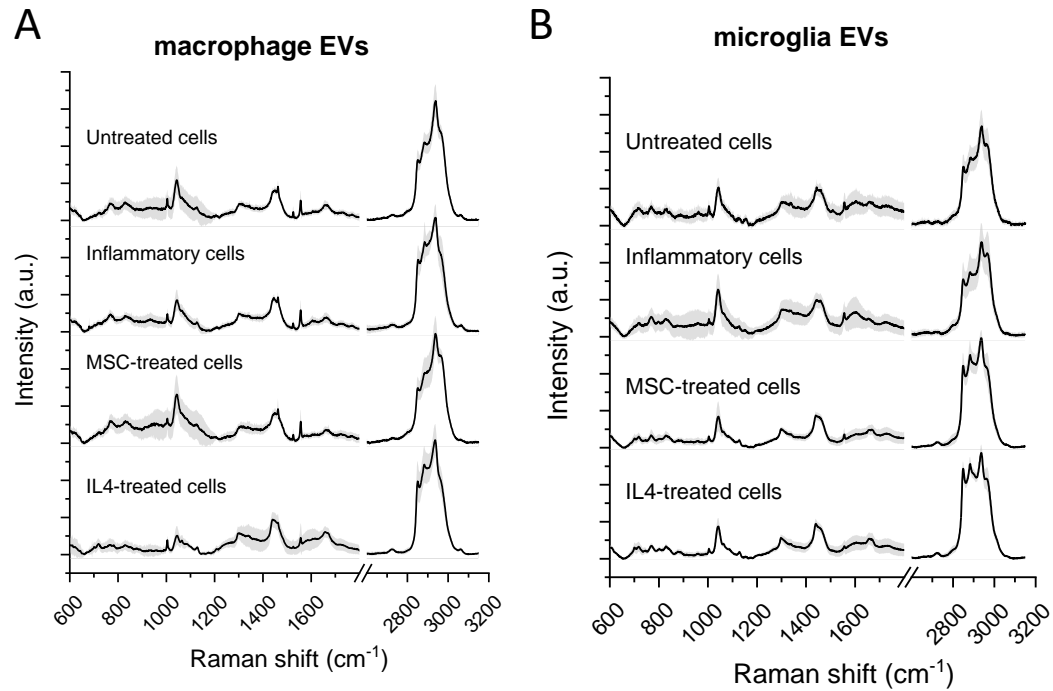 A
macrophage EVs
Untreated cells
Inflammatory cells
MSC-treated cells
IL4-treated cells
Intensity (a.u.)
600
800
1000
1200
1400
1600
2800
3000
3200
Raman shift (cm⁻¹)
B
microglia EVs
Untreated cells
Inflammatory cells
MSC-treated cells
IL4-treated cells
Intensity (a.u.)
600
800
1000
1200
1400
1600
2800
3000
3200
Raman shift (cm⁻¹)